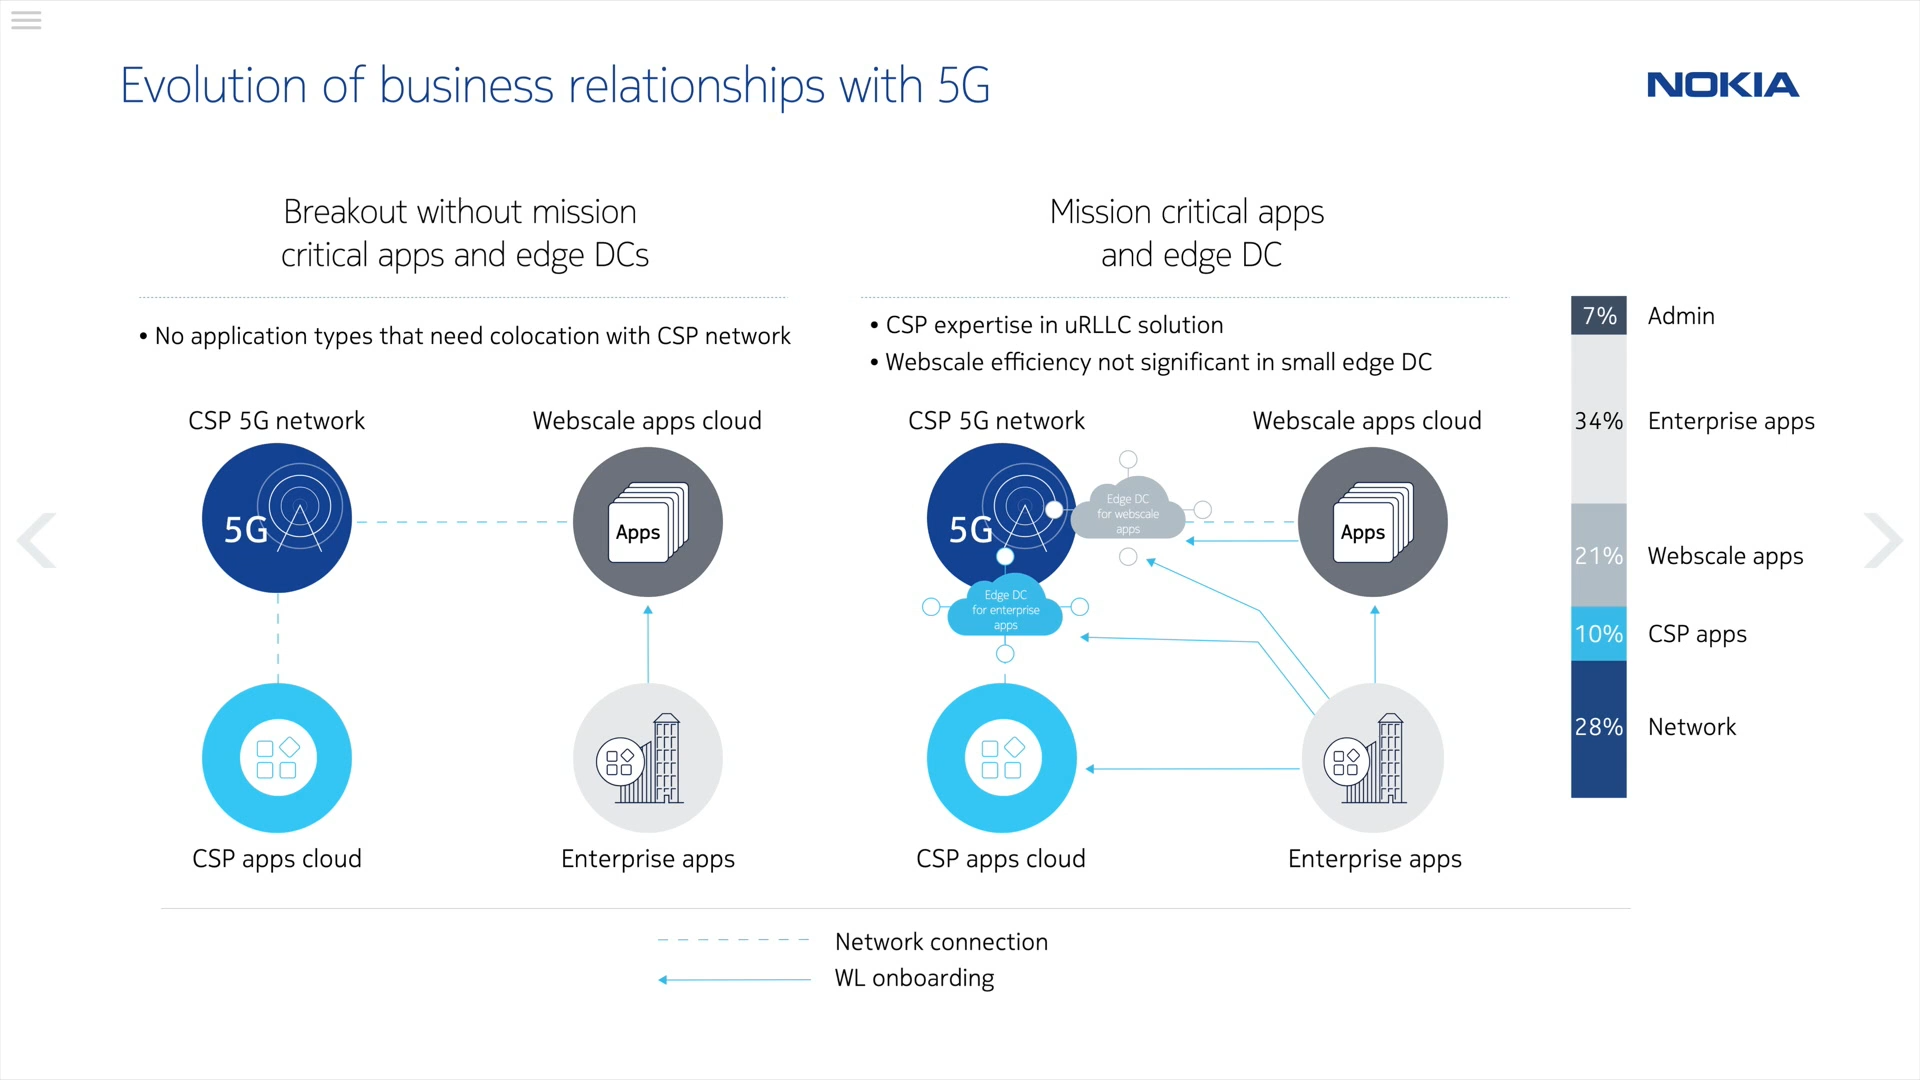 Evolution of business relationships with 5G
NOKIA
Breakout without mission
critical apps and edge DCs
• No application types that need colocation with CSP network
CSP 5G network
Webscale apps cloud
5G
Apps
CSP apps cloud
Enterprise apps
Mission critical apps
and edge DC
• CSP expertise in uRLLC solution
• Webscale efficiency not significant in small edge DC
CSP 5G network
Webscale apps cloud
5G
Edge DC
for webscale
apps
Apps
Edge DC
for enterprise
apps
CSP apps cloud
Enterprise apps
7% Admin
34% Enterprise apps
21% Webscale apps
10% CSP apps
28% Network
Network connection
WL onboarding